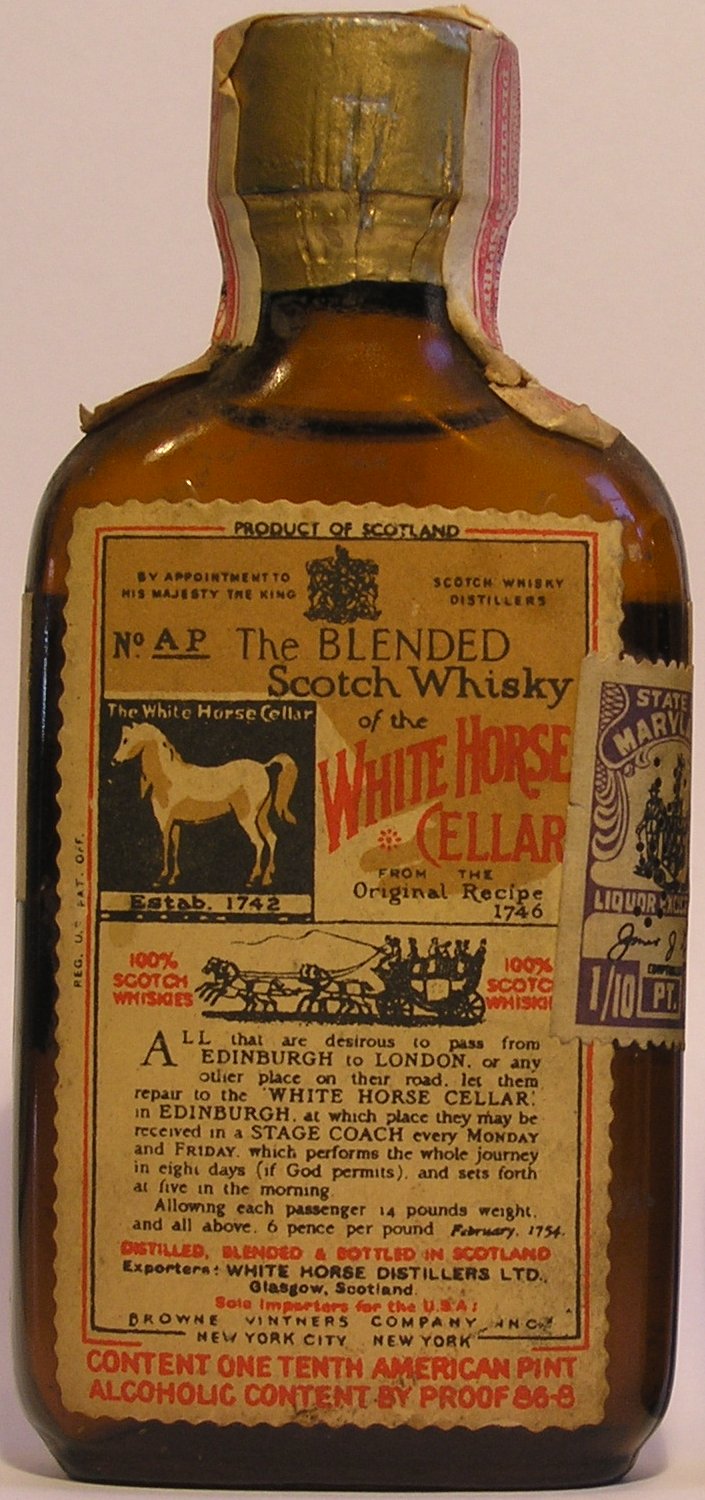 PRODUCT OF SCOTLAND
BY APPOINTMENT TO
HIS MAJESTY THE KING
SCOTCH WHISKY
DISTILLERS
Nº AP The BLENDED
Scotch Whisky
of the
WHITE HORSE
CELLAR
FROM THE
Original Recipe
1746
The White Horse Cellar
Estab. 1742
REG. U.S. PAT. OFF.
100%
SCOTCH
WHISKIES
100%
SCOTC
WHISKI
ALL that are desirous to pass from
EDINBURGH to LONDON, or any
other place on their road, let them
repair to the 'WHITE HORSE CELLAR'
in EDINBURGH, at which place they may be
received in a STAGE COACH every MONDAY
and FRIDAY, which performs the whole journey
in eight days (if God permits), and sets forth
at five in the morning.
Allowing each passenger 14 pounds weight,
and all above, 6 pence per pound February, 1754.
DISTILLED, BLENDED & BOTTLED IN SCOTLAND
Exporters: WHITE HORSE DISTILLERS LTD.,
Glasgow, Scotland.
Sole Importers for the U.S.A:
BROWNE VINTNERS COMPANY, INC.
NEW YORK CITY NEW YORK
CONTENT ONE TENTH AMERICAN PINT
ALCOHOLIC CONTENT BY PROOF 86-8
STATE
MARYL
LIQUOR
1/10 PT.